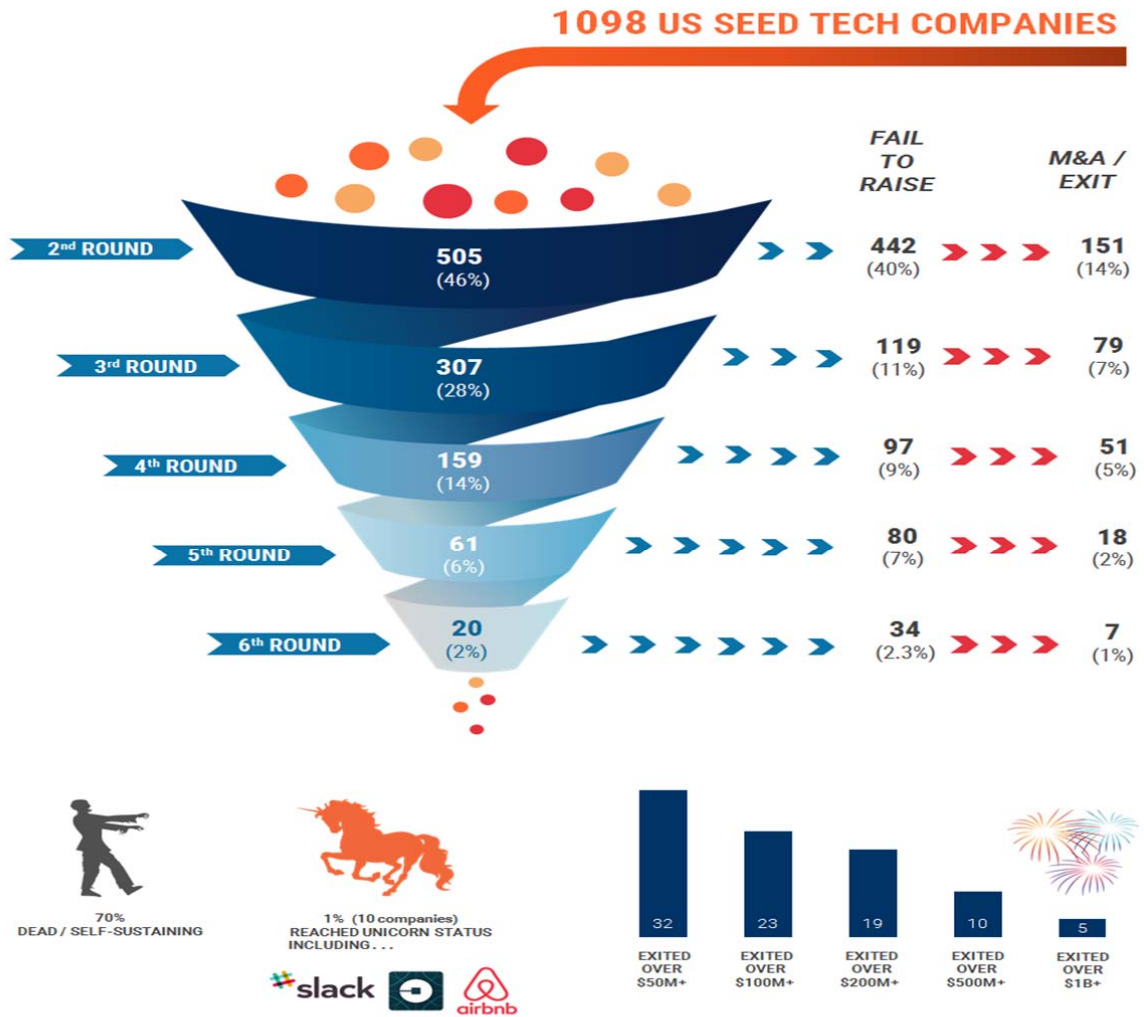 1098 US SEED TECH COMPANIES
FAIL
TO
RAISE
M&A /
EXIT
2nd ROUND
505
(46%)
442
(40%)
151
(14%)
3rd ROUND
307
(28%)
119
(11%)
79
(7%)
4th ROUND
159
(14%)
97
(9%)
51
(5%)
5th ROUND
61
(6%)
80
(7%)
18
(2%)
6th ROUND
20
(2%)
34
(2.3%)
7
(1%)
70%
DEAD / SELF-SUSTAINING
1% (10 companies)
REACHED UNICORN STATUS
INCLUDING . . .
slack
airbnb
32
23
19
10
5
EXITED
OVER
$50M+
EXITED
OVER
$100M+
EXITED
OVER
$200M+
EXITED
OVER
$500M+
EXITED
OVER
$1B+